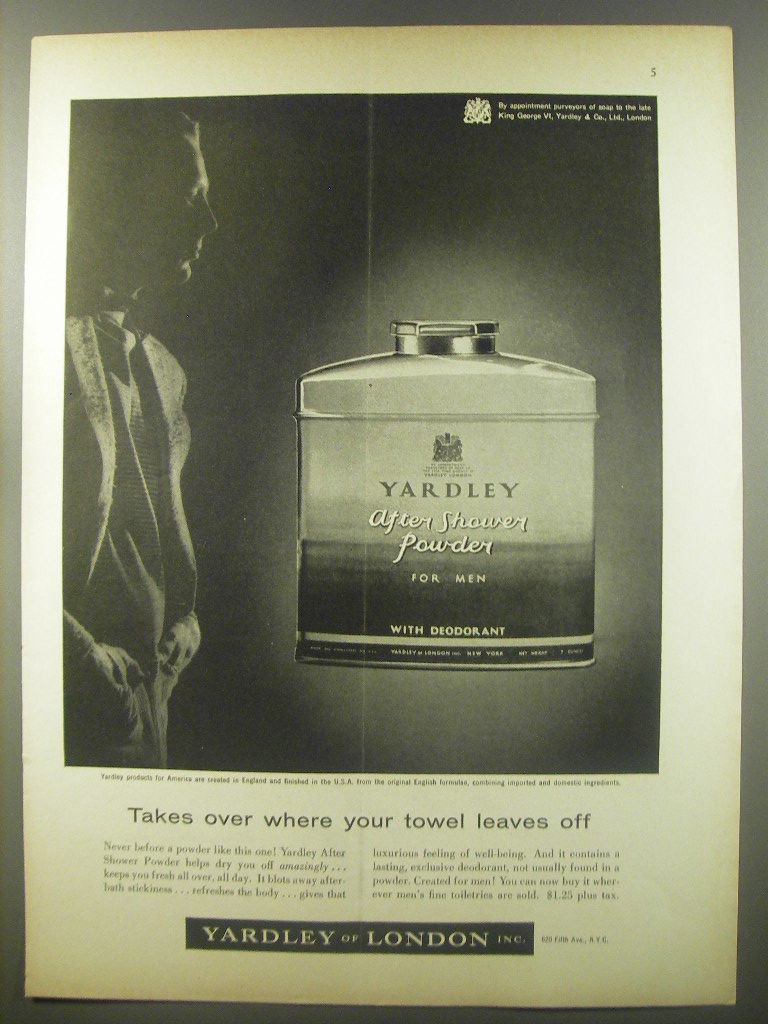 5
By appointment purveyors of soap to the late
King George VI, Yardley & Co., Ltd., London
YARDLEY LONDON
YARDLEY
After Shower
Powder
FOR MEN
WITH DEODORANT
YARDLEY OF LONDON INC. NEW YORK NET WEIGHT 7 OUNCES
Yardley products for America are created in England and finished in the U.S.A. from the original English formulae, combining imported and domestic ingredients.
Takes over where your towel leaves off
Never before a powder like this one! Yardley After
Shower Powder helps dry you off amazingly . . .
keeps you fresh all over, all day. It blots away after-
bath stickiness . . . refreshes the body . . . gives that
luxurious feeling of well-being. And it contains a
lasting, exclusive deodorant, not usually found in a
powder. Created for men! You can now buy it wher-
ever men's fine toiletries are sold. $1.25 plus tax.
YARDLEY OF LONDON INC.
620 Fifth Ave., N.Y.C.